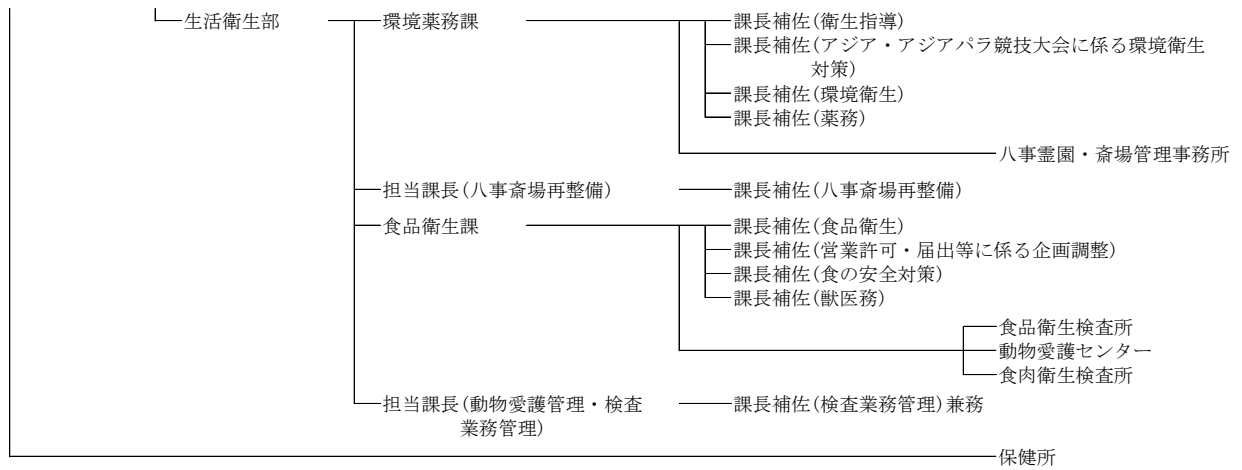 生活衛生部 環境薬務課 課長補佐(衛生指導)
課長補佐(アジア・アジアパラ競技大会に係る環境衛生
対策)
課長補佐(環境衛生)
課長補佐(薬務)
八事霊園・斎場管理事務所
担当課長(八事斎場再整備) 課長補佐(八事斎場再整備)
食品衛生課 課長補佐(食品衛生)
課長補佐(営業許可・届出等に係る企画調整)
課長補佐(食の安全対策)
課長補佐(獣医務)
食品衛生検査所
動物愛護センター
食肉衛生検査所
担当課長(動物愛護管理・検査 課長補佐(検査業務管理)兼務
業務管理)
保健所